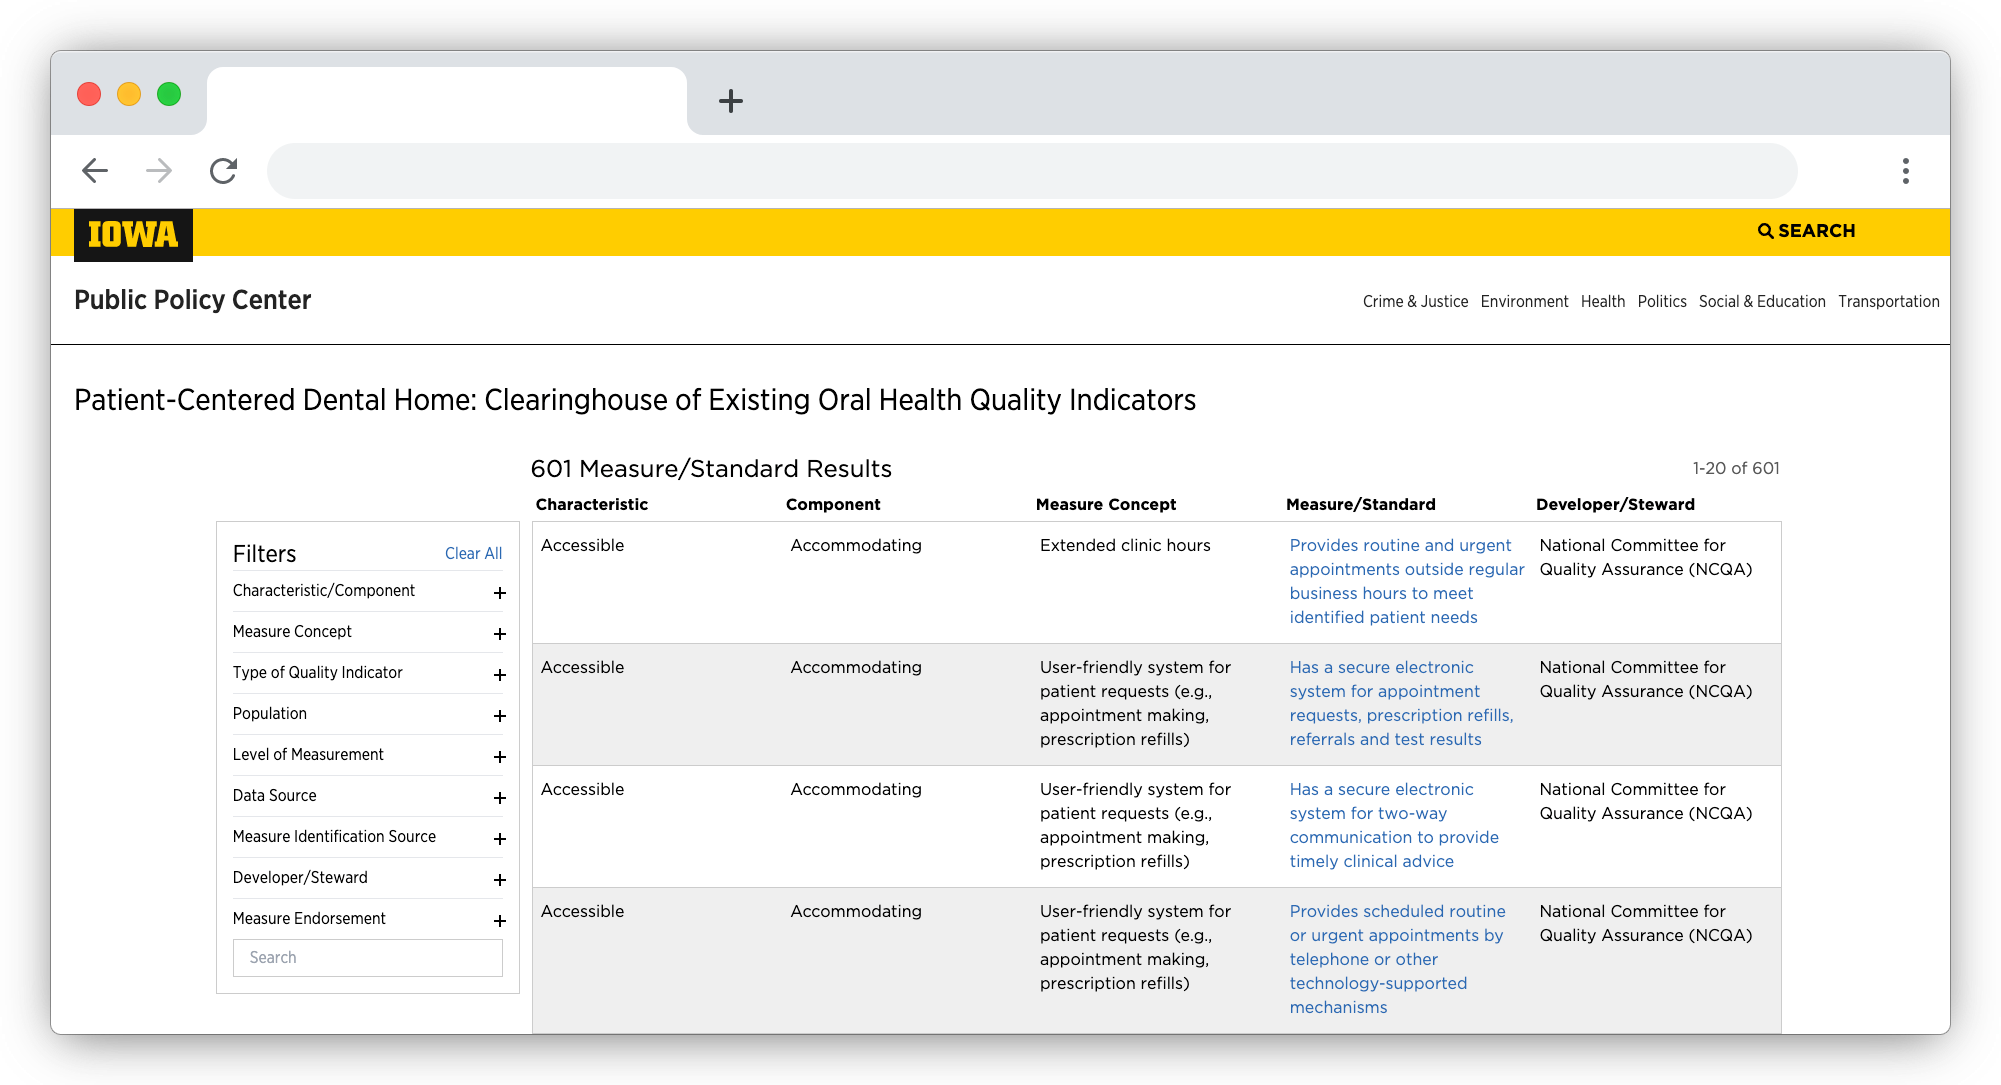 IOWA
SEARCH
Public Policy Center
Crime & Justice Environment Health Politics Social & Education Transportation
Patient-Centered Dental Home: Clearinghouse of Existing Oral Health Quality Indicators
601 Measure/Standard Results
1-20 of 601
Filters
Clear All
Characteristic/Component
Measure Concept
Type of Quality Indicator
Population
Level of Measurement
Data Source
Measure Identification Source
Developer/Steward
Measure Endorsement
Search
Characteristic Component Measure Concept Measure/Standard Developer/Steward
Accessible
Accommodating
Extended clinic hours
Provides routine and urgent
appointments outside regular
business hours to meet
identified patient needs
National Committee for
Quality Assurance (NCQA)
Accessible
Accommodating
User-friendly system for
patient requests (e.g.,
appointment making,
prescription refills)
Has a secure electronic
system for appointment
requests, prescription refills,
referrals and test results
National Committee for
Quality Assurance (NCQA)
Accessible
Accommodating
User-friendly system for
patient requests (e.g.,
appointment making,
prescription refills)
Has a secure electronic
system for two-way
communication to provide
timely clinical advice
National Committee for
Quality Assurance (NCQA)
Accessible
Accommodating
User-friendly system for
patient requests (e.g.,
appointment making,
prescription refills)
Provides scheduled routine
or urgent appointments by
telephone or other
technology-supported
mechanisms
National Committee for
Quality Assurance (NCQA)